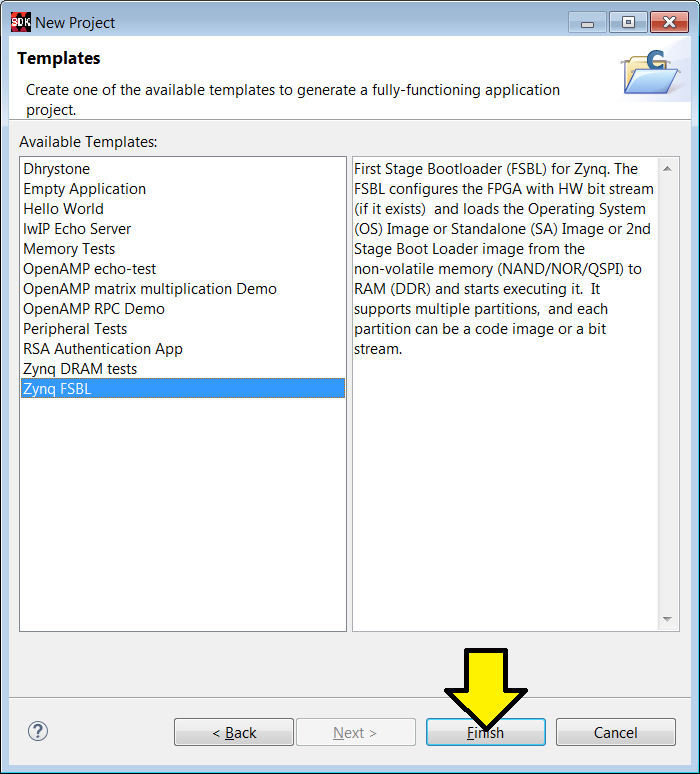 SDK New Project
Templates
Create one of the available templates to generate a fully-functioning application
project.
Available Templates:
Dhrystone
Empty Application
Hello World
lwIP Echo Server
Memory Tests
OpenAMP echo-test
OpenAMP matrix multiplication Demo
OpenAMP RPC Demo
Peripheral Tests
RSA Authentication App
Zynq DRAM tests
Zynq FSBL
First Stage Bootloader (FSBL) for Zynq. The
FSBL configures the FPGA with HW bit stream
(if it exists)  and loads the Operating System
(OS) Image or Standalone (SA) Image or 2nd
Stage Boot Loader image from the
non-volatile memory (NAND/NOR/QSPI) to
RAM (DDR) and starts executing it.  It
supports multiple partitions,  and each
partition can be a code image or a bit
stream.
? < Back Next > Finish Cancel